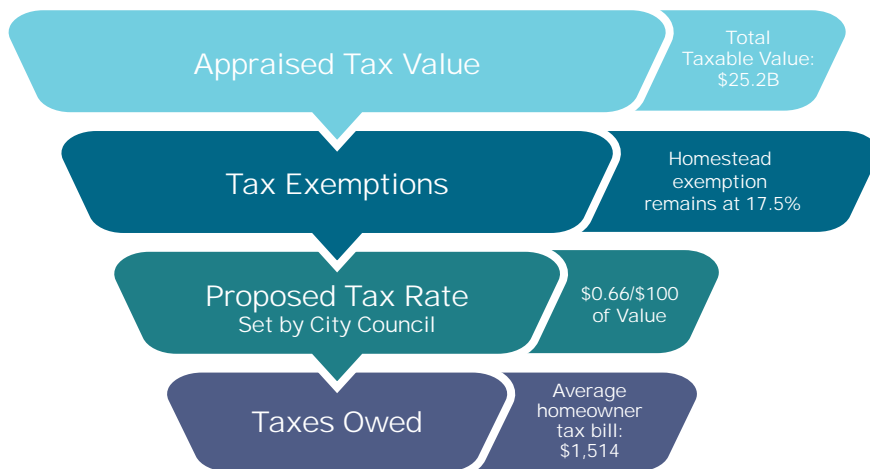 Appraised Tax Value
Total
Taxable Value:
$25.2B
Tax Exemptions
Homestead
exemption
remains at 17.5%
Proposed Tax Rate
Set by City Council
$0.66/$100
of Value
Taxes Owed
Average
homeowner
tax bill:
$1,514